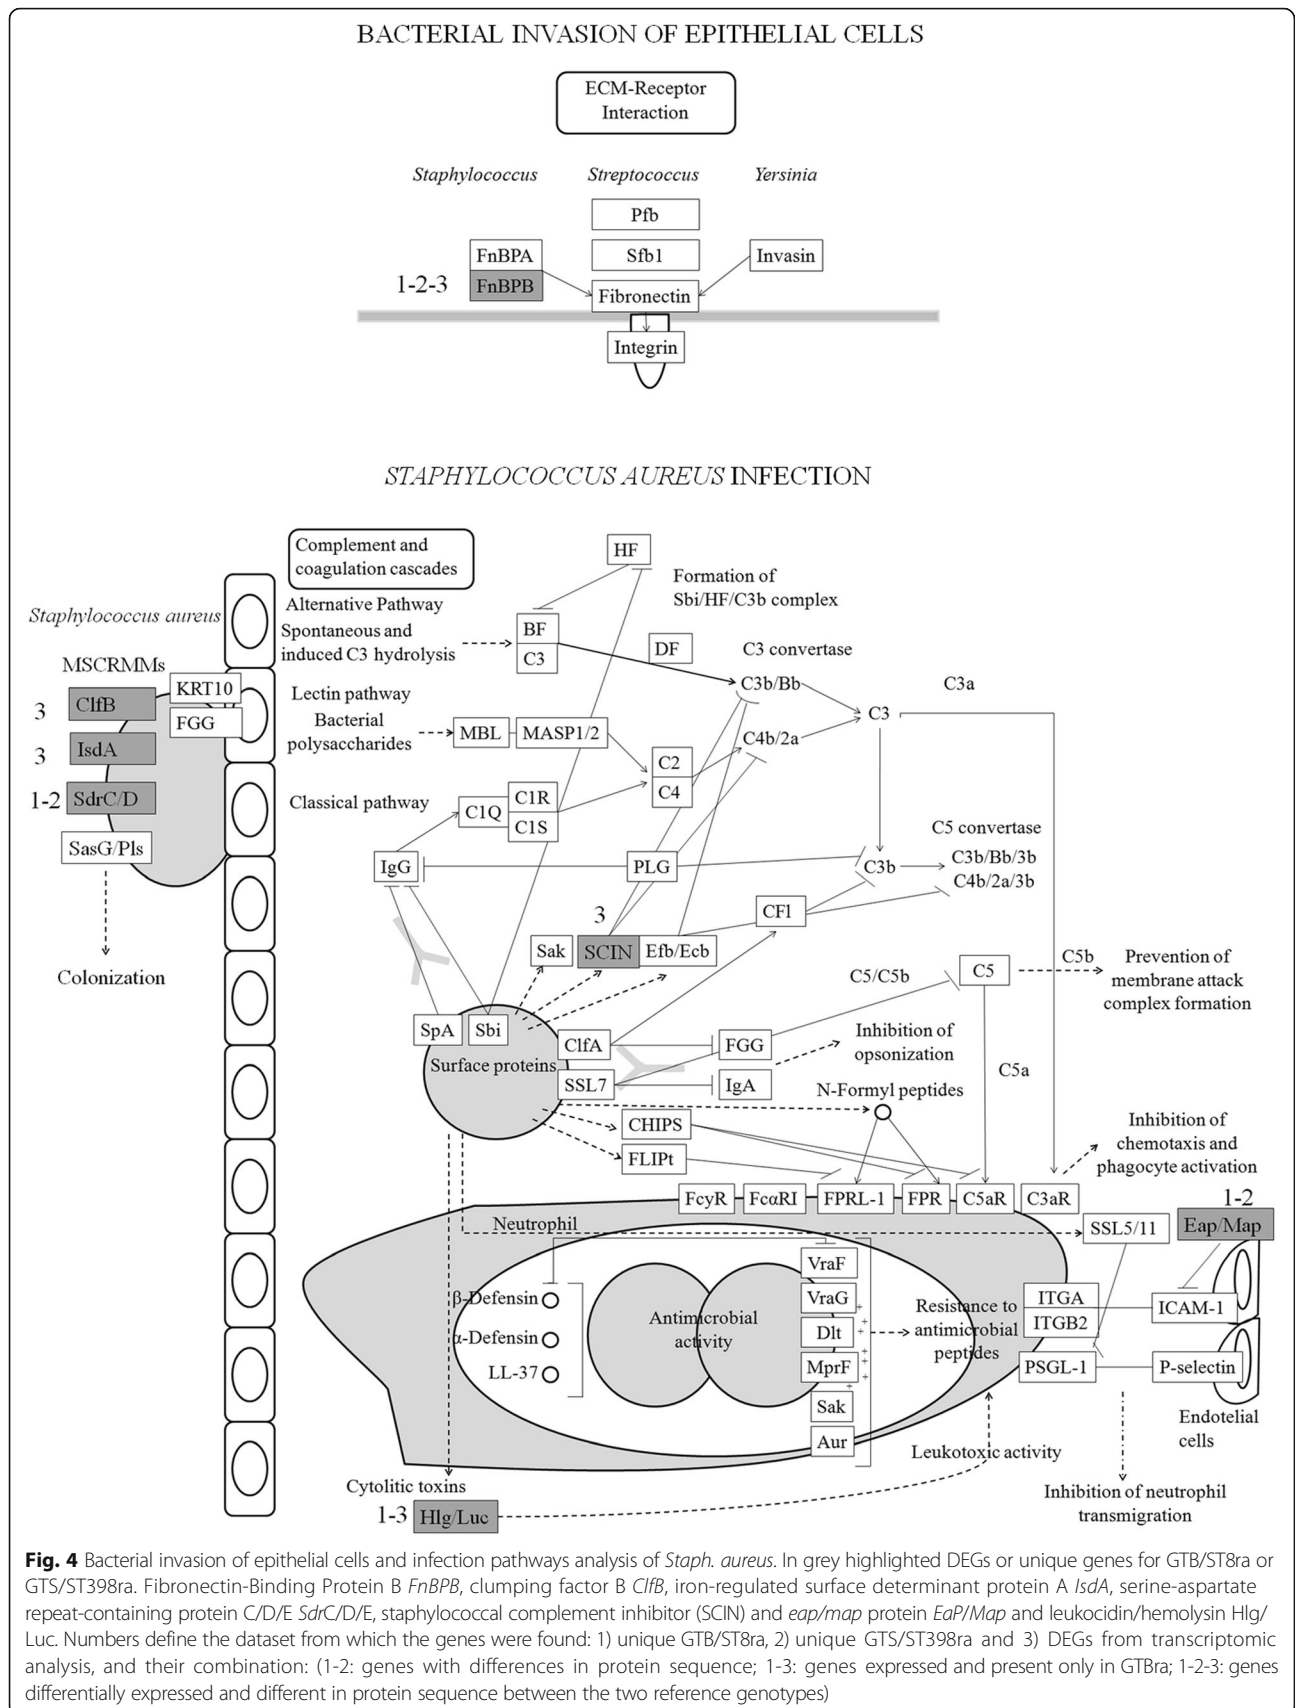 BACTERIAL INVASION OF EPITHELIAL CELLS
ECM-Receptor
Interaction
Staphylococcus
Streptococcus
Yersinia
Pfb
FnBPA
Sfb1
Invasin
1-2-3
FnBPB
Fibronectin
Integrin
STAPHYLOCOCCUS AUREUS INFECTION
Complement and
coagulation cascades
HF
Formation of
Sbi/HF/C3b complex
Staphylococcus aureus
Alternative Pathway
Spontaneous and
induced C3 hydrolysis
BF
C3
DF
C3 convertase
MSCRMMs
KRT10
FGG
3
ClfB
3
IsdA
1-2
SdrC/D
SasG/Pls
Colonization
Lectin pathway
Bacterial
polysaccharides
MBL
MASP1/2
C3b/Bb
C3a
C3
C4b/2a
C2
C4
Classical pathway
C1Q
C1R
C1S
C5 convertase
C3b/Bb/3b
C4b/2a/3b
IgG
PLG
C3b
CF1
3
Sak
SCIN
Efb/Ecb
C5/C5b
C5
C5b
Prevention of
membrane attack
complex formation
SpA
Sbi
Surface proteins
ClfA
FGG
Inhibition of
opsonization
SSL7
IgA
C5a
N-Formyl peptides
CHIPS
FLIPt
Inhibition of
chemotaxis and
phagocyte activation
FcyR
FcαRI
FPRL-1
FPR
C5aR
C3aR
1-2
Neutrophil
SSL5/11
Eap/Map
β-Defensin
α-Defensin
LL-37
Antimicrobial
activity
VraF
VraG
+
+
Dlt
+
+
MprF
+
+
+
Sak
Aur
Resistance to
antimicrobial
peptides
ITGA
ITGB2
ICAM-1
PSGL-1
P-selectin
Endotelial
cells
Leukotoxic activity
Cytolitic toxins
1-3
Hlg/Luc
Inhibition of neutrophil
transmigration
Fig. 4 Bacterial invasion of epithelial cells and infection pathways analysis of Staph. aureus. In grey highlighted DEGs or unique genes for GTB/ST8ra or
GTS/ST398ra. Fibronectin-Binding Protein B FnBPB, clumping factor B ClfB, iron-regulated surface determinant protein A IsdA, serine-aspartate
repeat-containing protein C/D/E SdrC/D/E, staphylococcal complement inhibitor (SCIN) and eap/map protein EaP/Map and leukocidin/hemolysin Hlg/
Luc. Numbers define the dataset from which the genes were found: 1) unique GTB/ST8ra, 2) unique GTS/ST398ra and 3) DEGs from transcriptomic
analysis, and their combination: (1-2: genes with differences in protein sequence; 1-3: genes expressed and present only in GTBra; 1-2-3: genes
differentially expressed and different in protein sequence between the two reference genotypes)